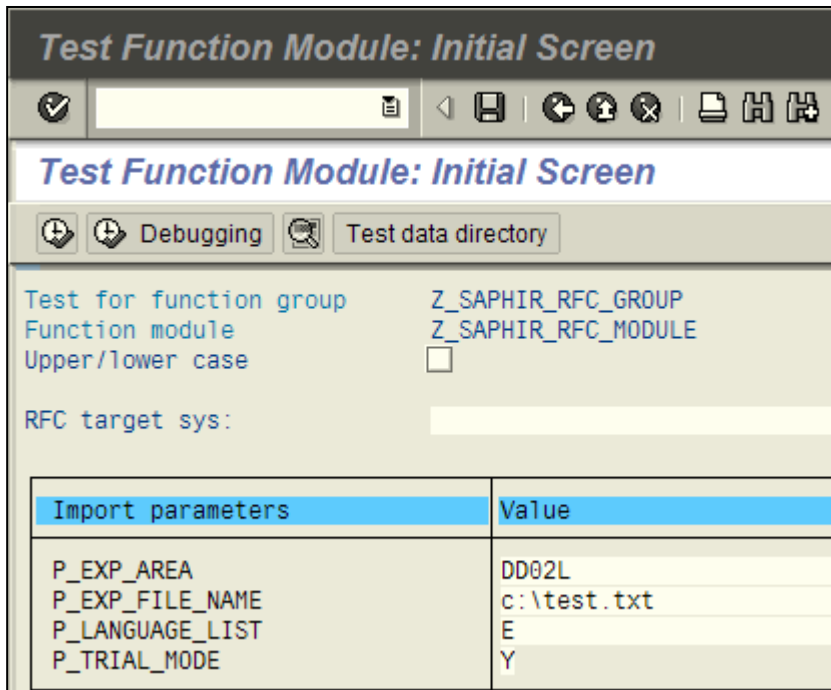 Test Function Module: Initial Screen
Test Function Module: Initial Screen
Debugging Test data directory
Test for function group Z_SAPHIR_RFC_GROUP
Function module Z_SAPHIR_RFC_MODULE
Upper/lower case
RFC target sys:
Import parameters Value
P_EXP_AREA DD02L
P_EXP_FILE_NAME c:\test.txt
P_LANGUAGE_LIST E
P_TRIAL_MODE Y